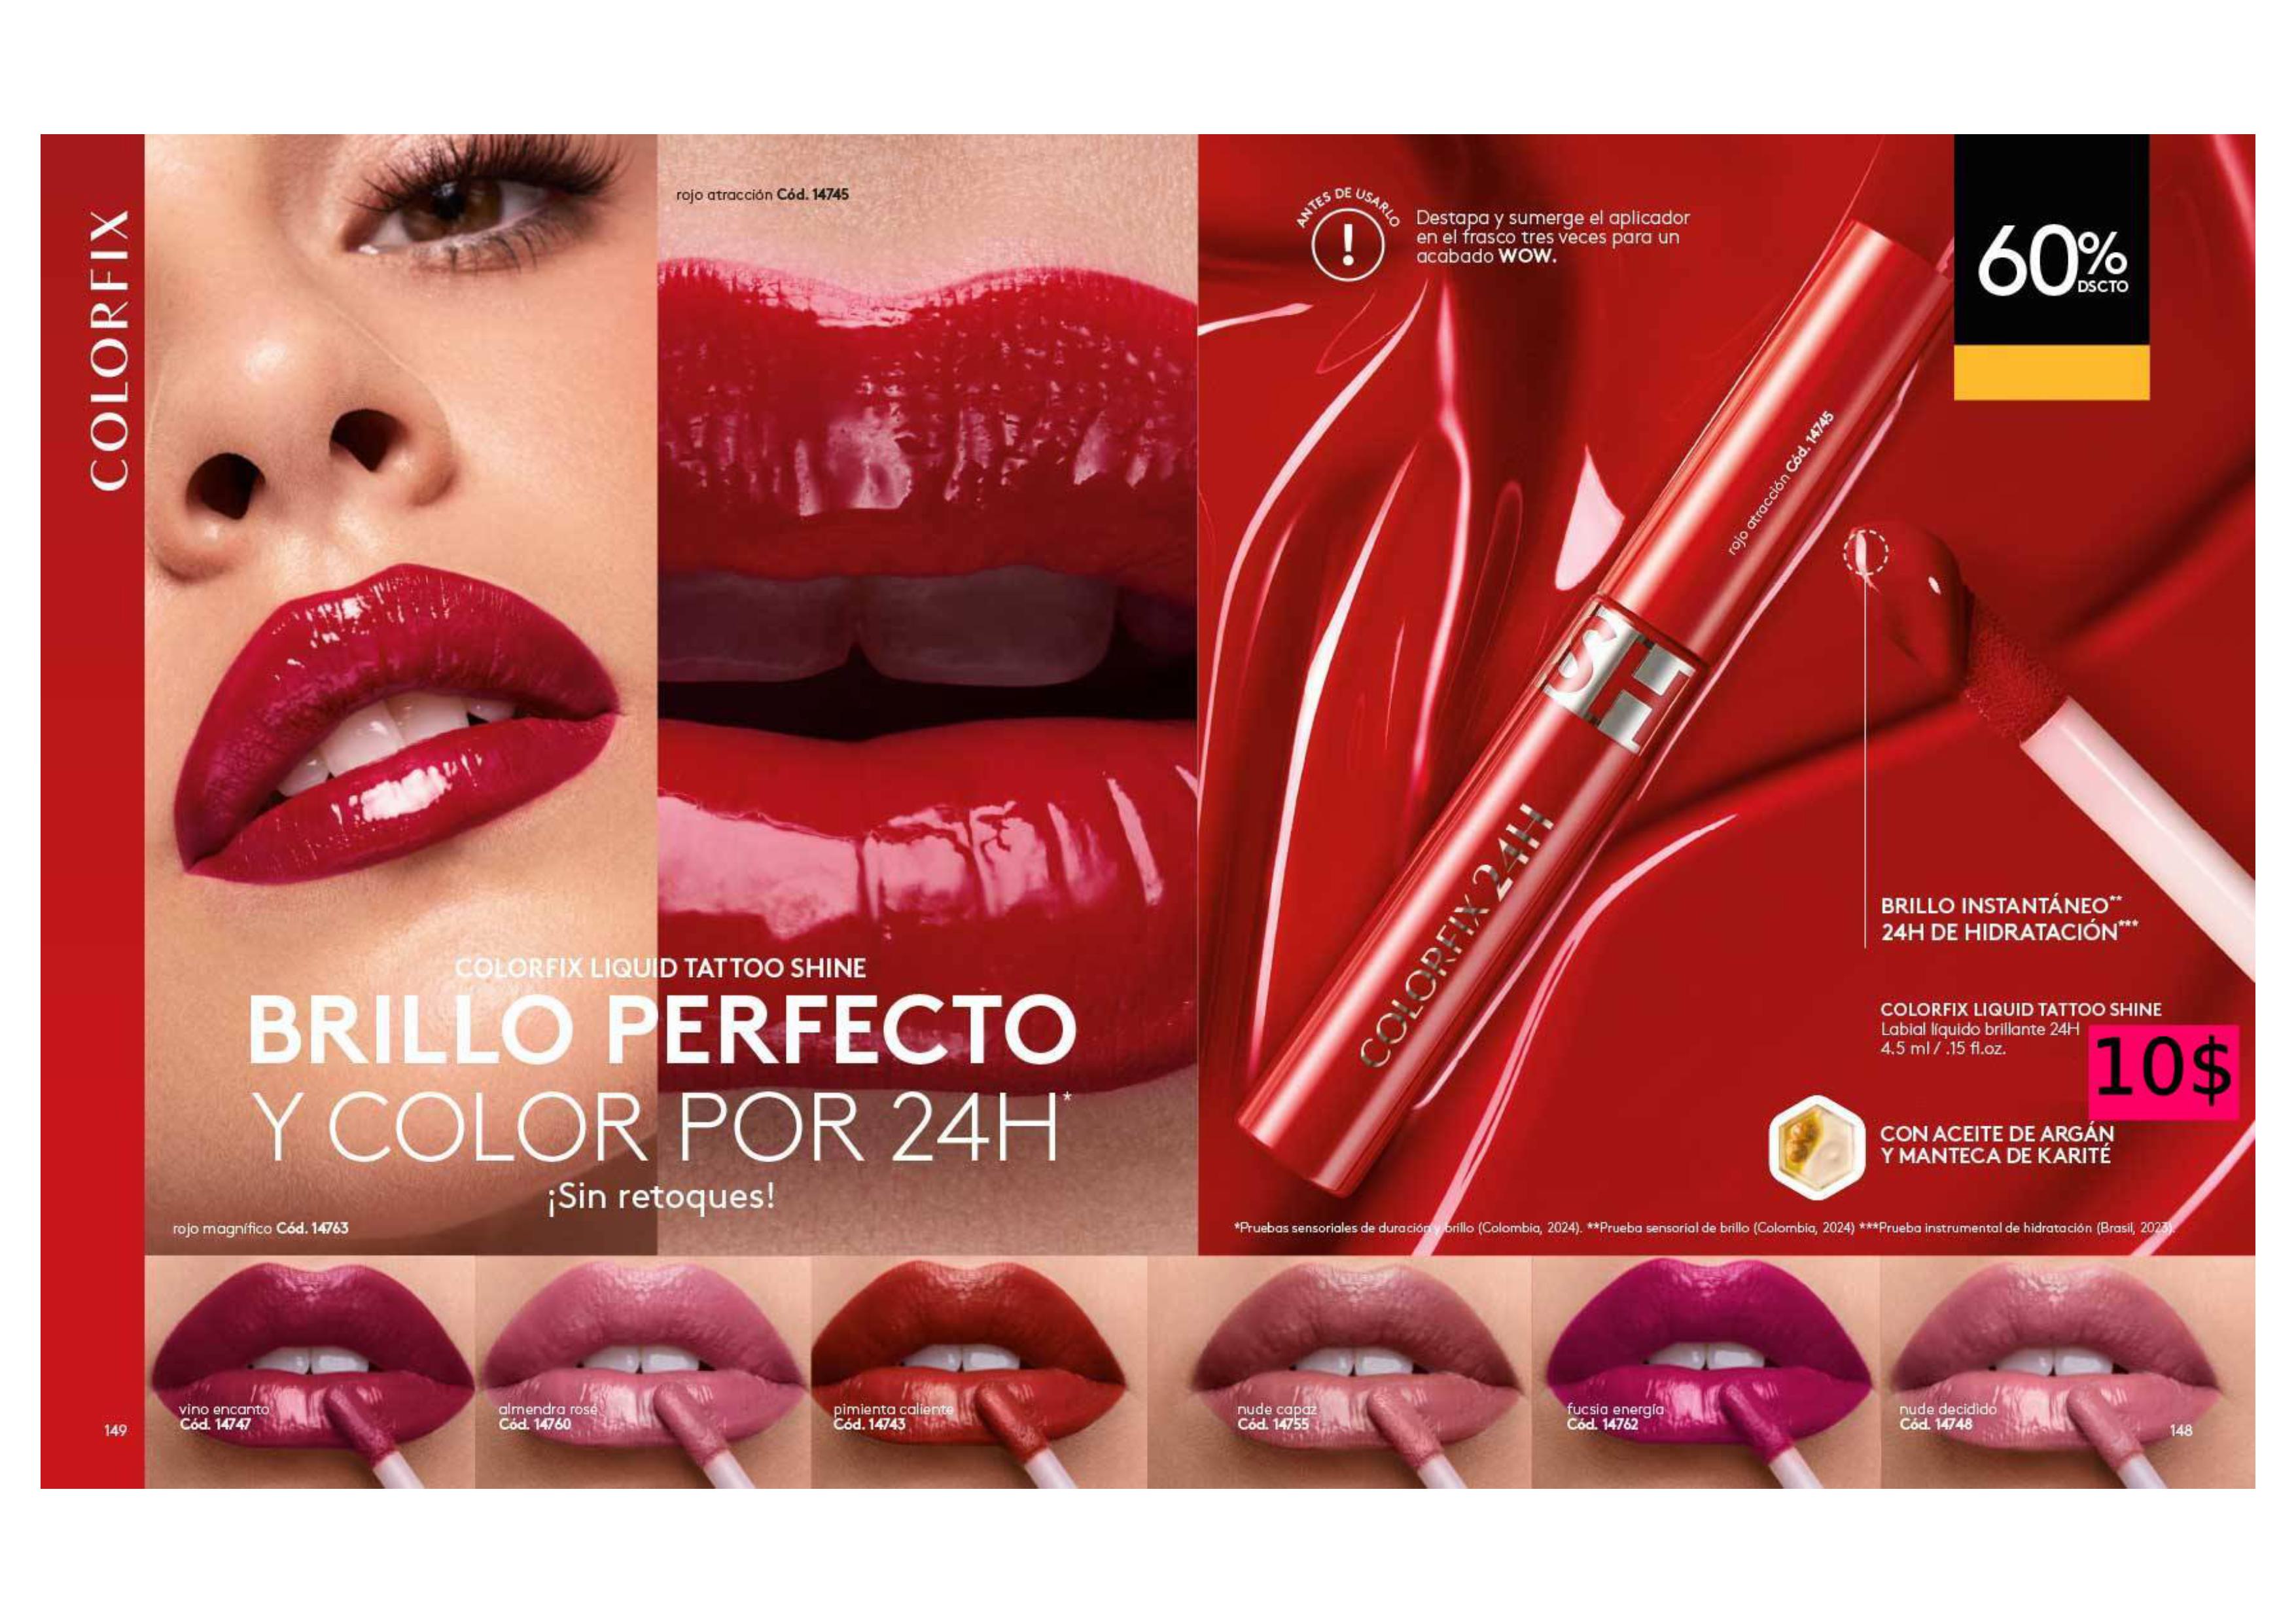 COLORFIX
rojo atracción Cód. 14745
COLORFIX LIQUID TATTOO SHINE
BRILLO PERFECTO
Y COLOR POR 24H*
¡Sin retoques!
rojo magnífico Cód. 14763
ANTES DE USARLO
!
Destapa y sumerge el aplicador
en el frasco tres veces para un
acabado WOW.
60%
DSCTO
rojo atracción Cód. 14745
SH
COLORFIX 24H
BRILLO INSTANTÁNEO**
24H DE HIDRATACIÓN***
COLORFIX LIQUID TATTOO SHINE
Labial líquido brillante 24H
4.5 ml / .15 fl.oz.
10$
CON ACEITE DE ARGÁN
Y MANTECA DE KARITÉ
*Pruebas sensoriales de duración y brillo (Colombia, 2024). **Prueba sensorial de brillo (Colombia, 2024) ***Prueba instrumental de hidratación (Brasil, 2023).
vino encanto
Cód. 14747
almendra rosé
Cód. 14760
pimienta caliente
Cód. 14743
nude capaz
Cód. 14755
fucsia energía
Cód. 14762
nude decidido
Cód. 14748
149
148